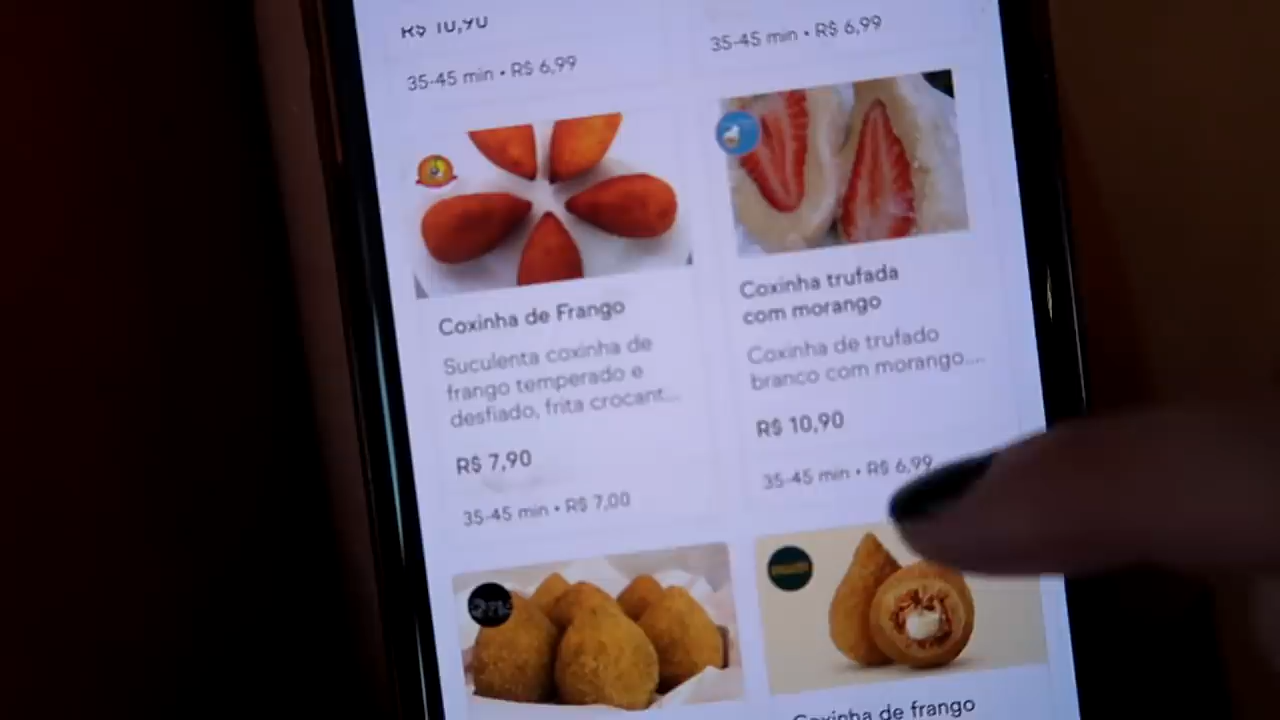 35-45 min • R$ 6,99
35-45 min • R$ 6,99
Coxinha de Frango
Suculenta coxinha de
frango temperado e
desfiado, frita crocant...
R$ 7,90
35-45 min • R$ 7,00
Coxinha trufada
com morango
Coxinha de trufado
branco com morango....
R$ 10,90
35-45 min • R$ 6,99
Coxinha de frango